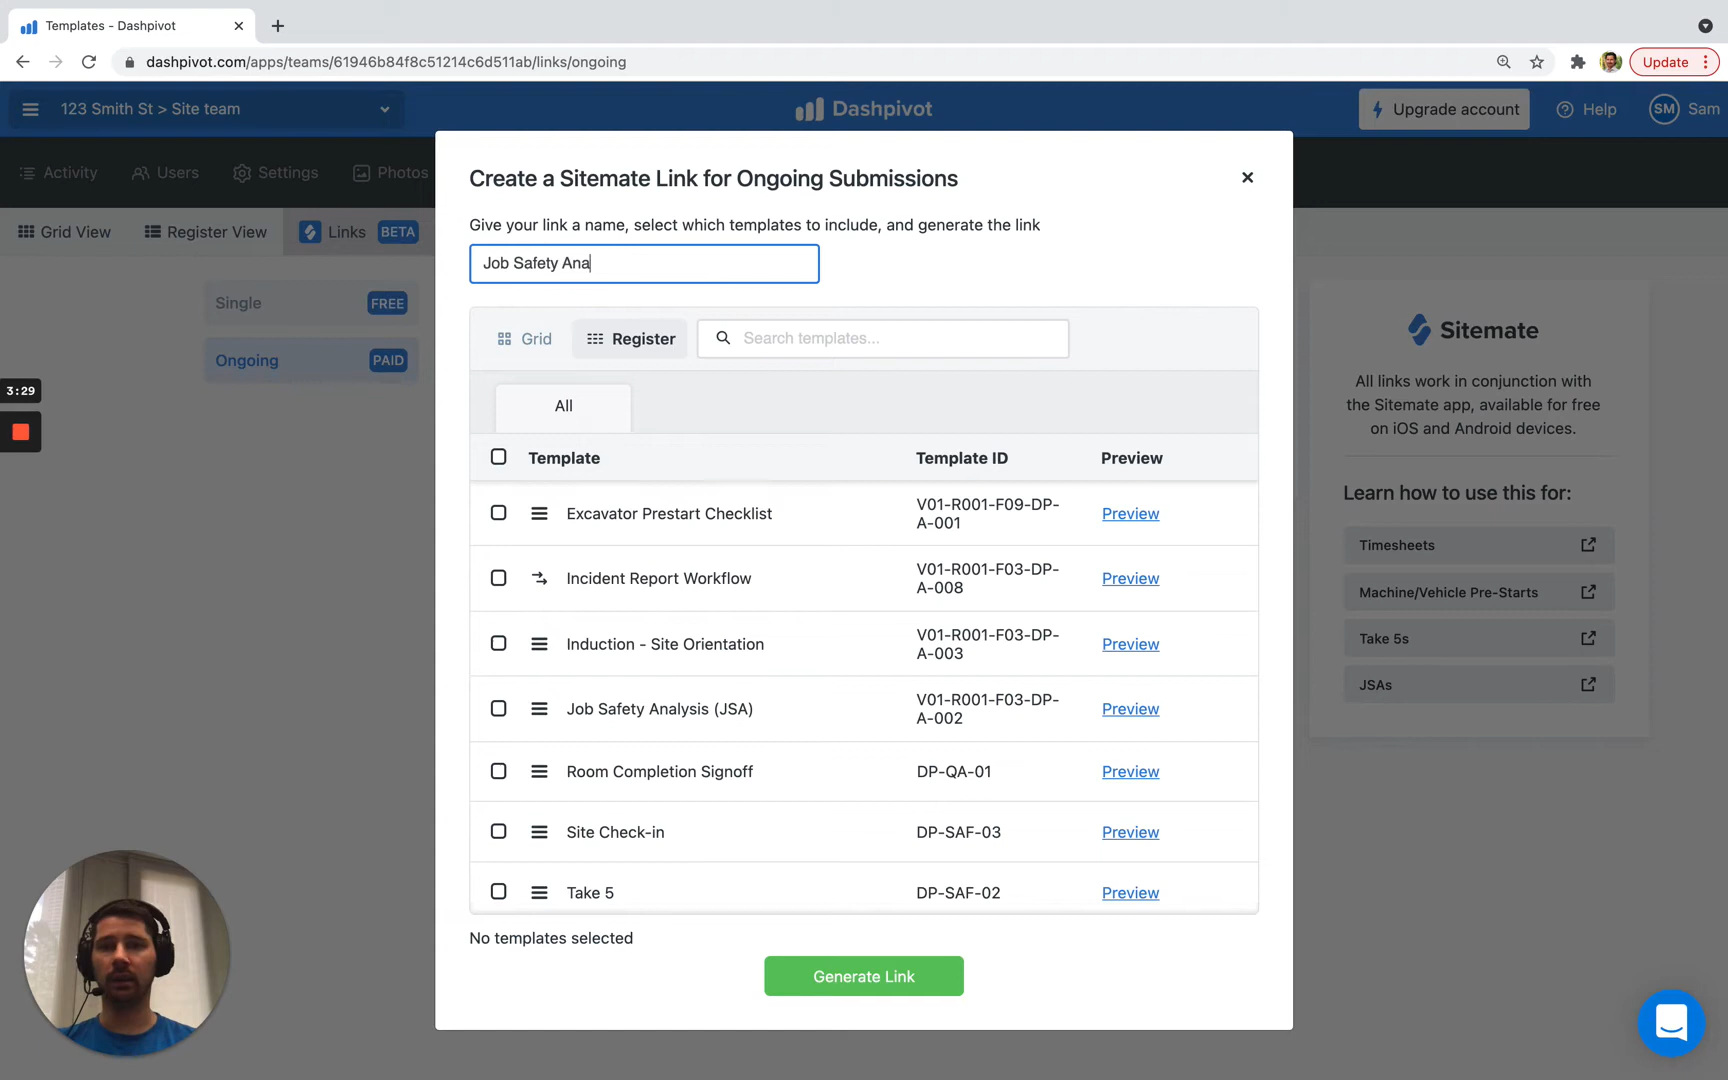 Templates - Dashpivot
dashpivot.com/apps/teams/61946b84f8c51214c6d511ab/links/ongoing
Update
123 Smith St > Site team
Dashpivot
Upgrade account
Help
SM
Sam
Activity
Users
Settings
Photos
Grid View
Register View
Links
BETA
Single
FREE
Ongoing
PAID
3:29
Create a Sitemate Link for Ongoing Submissions
Give your link a name, select which templates to include, and generate the link
Job Safety Ana
Grid
Register
Search templates...
All
Template
Template ID
Preview
Excavator Prestart Checklist
V01-R001-F09-DP-
A-001
Preview
Incident Report Workflow
V01-R001-F03-DP-
A-008
Preview
Induction - Site Orientation
V01-R001-F03-DP-
A-003
Preview
Job Safety Analysis (JSA)
V01-R001-F03-DP-
A-002
Preview
Room Completion Signoff
DP-QA-01
Preview
Site Check-in
DP-SAF-03
Preview
Take 5
DP-SAF-02
Preview
No templates selected
Generate Link
Sitemate
All links work in conjunction with
the Sitemate app, available for free
on iOS and Android devices.
Learn how to use this for:
Timesheets
Machine/Vehicle Pre-Starts
Take 5s
JSAs